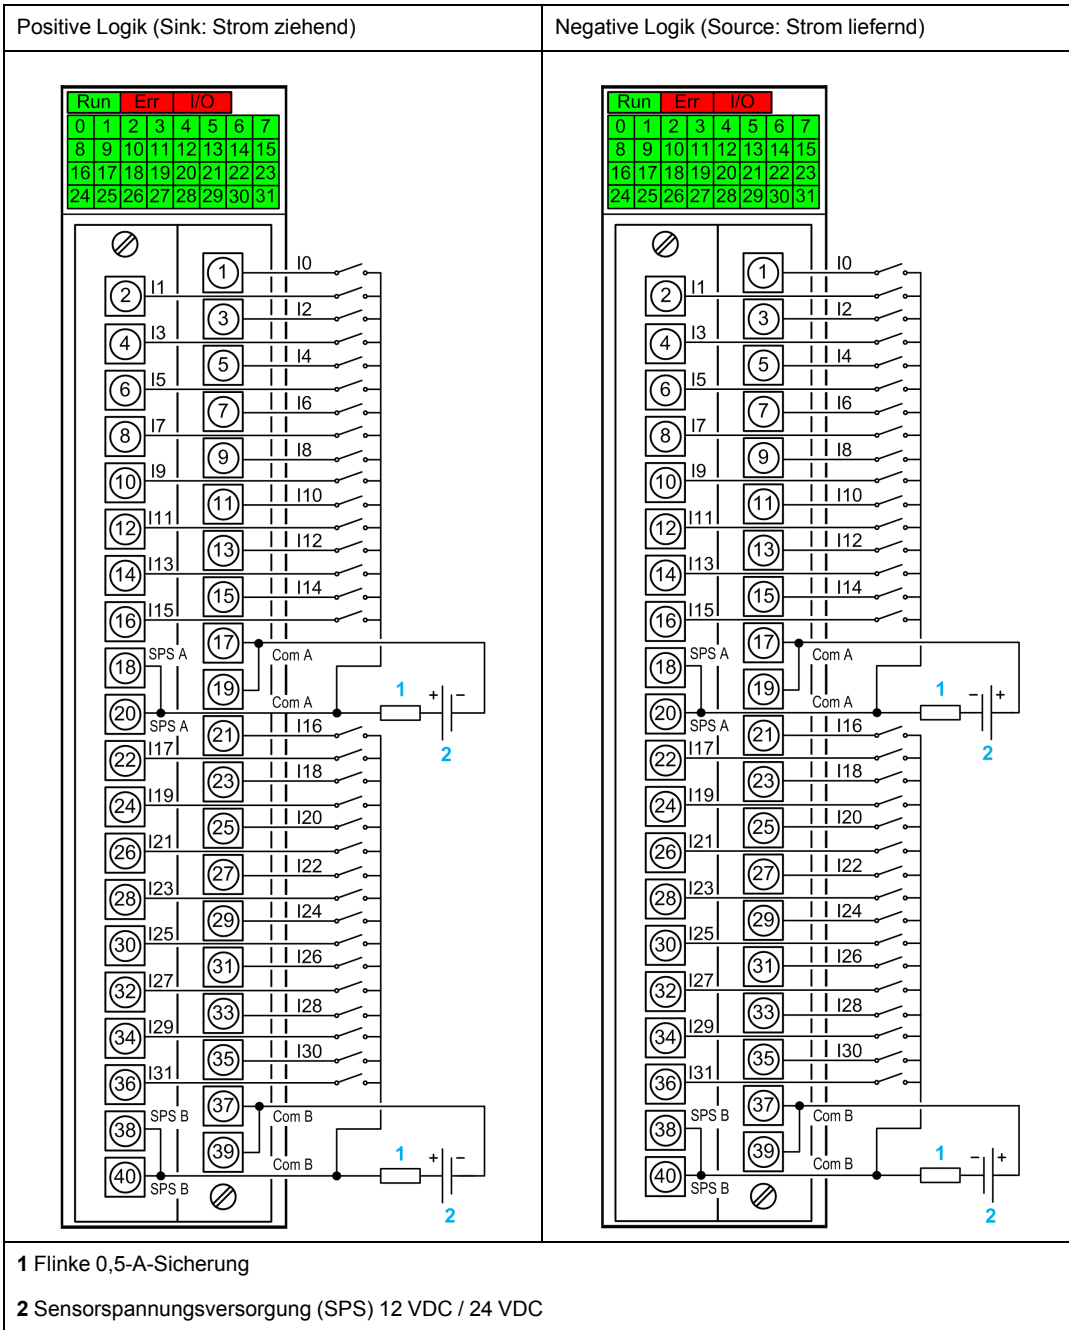 Positive Logik (Sink: Strom ziehend)
Negative Logik (Source: Strom liefernd)
Run Err I/O
0 1 2 3 4 5 6 7
8 9 10 11 12 13 14 15
16 17 18 19 20 21 22 23
24 25 26 27 28 29 30 31
1 I0
2 I1
3 I2
4 I3
5 I4
6 I5
7 I6
8 I7
9 I8
10 I9
11 I10
12 I11
13 I12
14 I13
15 I14
16 I15
17 Com A
18 SPS A
19 Com A
20 SPS A
1 + −
2
21 I16
22 I17
23 I18
24 I19
25 I20
26 I21
27 I22
28 I23
29 I24
30 I25
31 I26
32 I27
33 I28
34 I29
35 I30
36 I31
37 Com B
38 SPS B
39 Com B
40 SPS B
1 + −
2
Run Err I/O
0 1 2 3 4 5 6 7
8 9 10 11 12 13 14 15
16 17 18 19 20 21 22 23
24 25 26 27 28 29 30 31
1 I0
2 I1
3 I2
4 I3
5 I4
6 I5
7 I6
8 I7
9 I8
10 I9
11 I10
12 I11
13 I12
14 I13
15 I14
16 I15
17 Com A
18 SPS A
19 Com A
20 SPS A
1 − +
2
21 I16
22 I17
23 I18
24 I19
25 I20
26 I21
27 I22
28 I23
29 I24
30 I25
31 I26
32 I27
33 I28
34 I29
35 I30
36 I31
37 Com B
38 SPS B
39 Com B
40 SPS B
1 − +
2
1 Flinke 0,5-A-Sicherung
2 Sensorspannungsversorgung (SPS) 12 VDC / 24 VDC